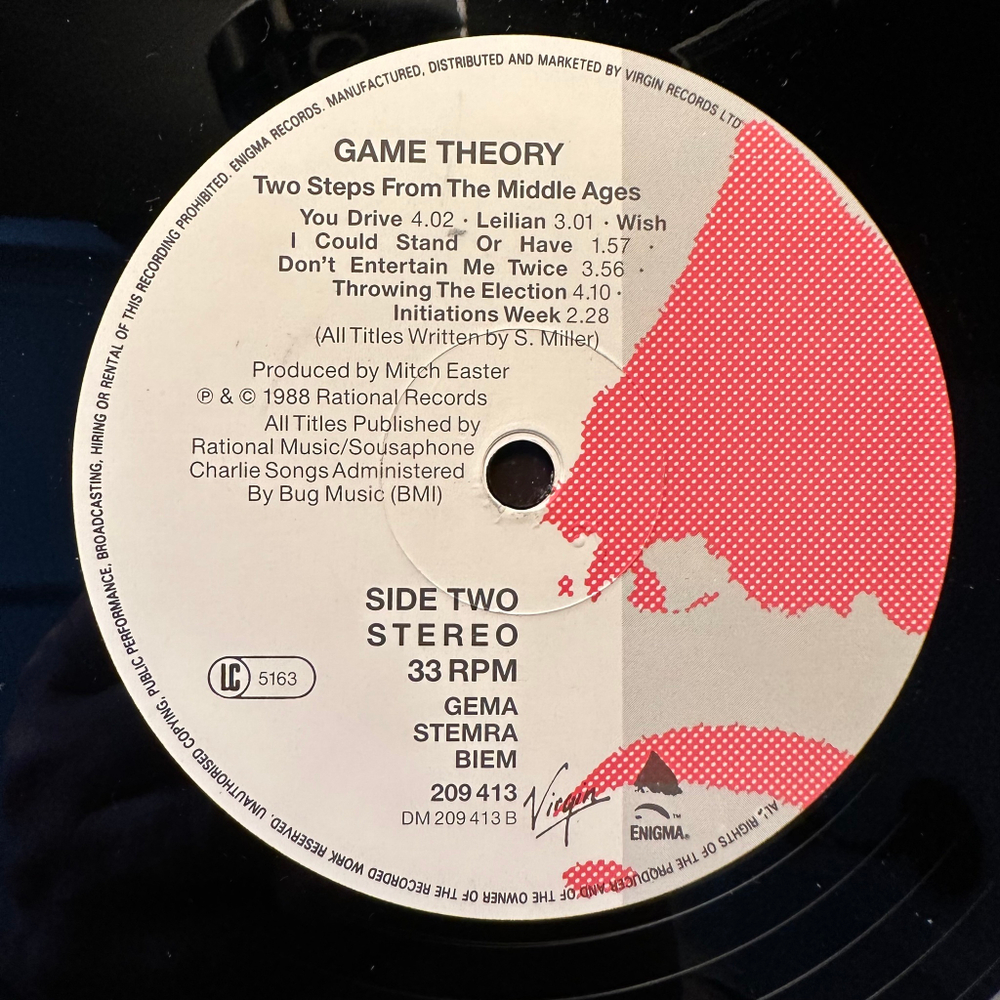 GAME THEORY
Two Steps From The Middle Ages
You Drive 4.02 · Leilian 3.01 · Wish
I Could Stand Or Have 1.57 ·
Don't Entertain Me Twice 3.56 ·
Throwing The Election 4.10 ·
Initiations Week 2.28
(All Titles Written by S. Miller)
Produced by Mitch Easter
℗ & © 1988 Rational Records
All Titles Published by
Rational Music/Sousaphone
Charlie Songs Administered
By Bug Music (BMI)
SIDE TWO
STEREO
33 RPM
LC 5163
GEMA
STEMRA
BIEM
209 413
DM 209 413 B
Virgin
™
ENIGMA®
ALL RIGHTS OF THE PRODUCER AND OF THE OWNER OF THE RECORDED WORK RESERVED. UNAUTHORISED COPYING, PUBLIC PERFORMANCE, BROADCASTING, HIRING OR RENTAL OF THIS RECORDING PROHIBITED. ENIGMA RECORDS. MANUFACTURED, DISTRIBUTED AND MARKETED BY VIRGIN RECORDS LTD